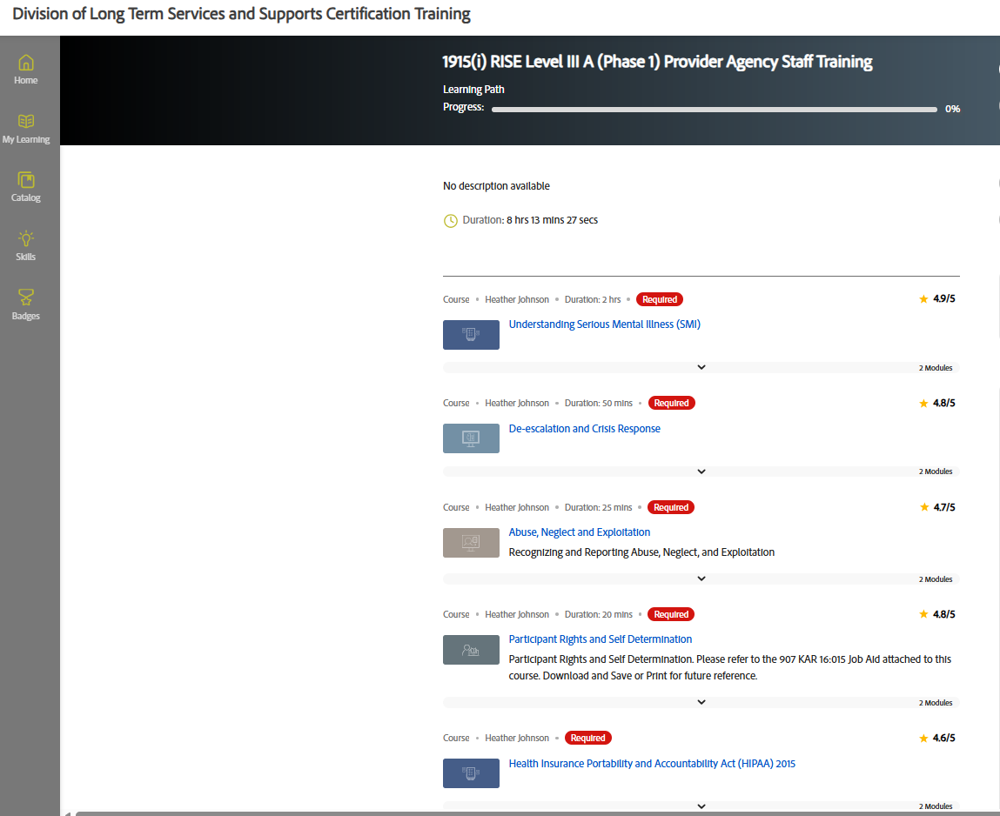 Division of Long Term Services and Supports Certification Training
Home
My Learning
Catalog
Skills
Badges
1915(i) RISE Level III A (Phase 1) Provider Agency Staff Training
Learning Path
Progress: 0%
No description available
Duration: 8 hrs 13 mins 27 secs
Course • Heather Johnson • Duration: 2 hrs • Required 4.9/5
Understanding Serious Mental Illness (SMI)
2 Modules
Course • Heather Johnson • Duration: 50 mins • Required 4.8/5
De-escalation and Crisis Response
2 Modules
Course • Heather Johnson • Duration: 25 mins • Required 4.7/5
Abuse, Neglect and Exploitation
Recognizing and Reporting Abuse, Neglect, and Exploitation
2 Modules
Course • Heather Johnson • Duration: 20 mins • Required 4.8/5
Participant Rights and Self Determination
Participant Rights and Self Determination. Please refer to the 907 KAR 16:015 Job Aid attached to this
course. Download and Save or Print for future reference.
2 Modules
Course • Heather Johnson • Required 4.6/5
Health Insurance Portability and Accountability Act (HIPAA) 2015
2 Modules